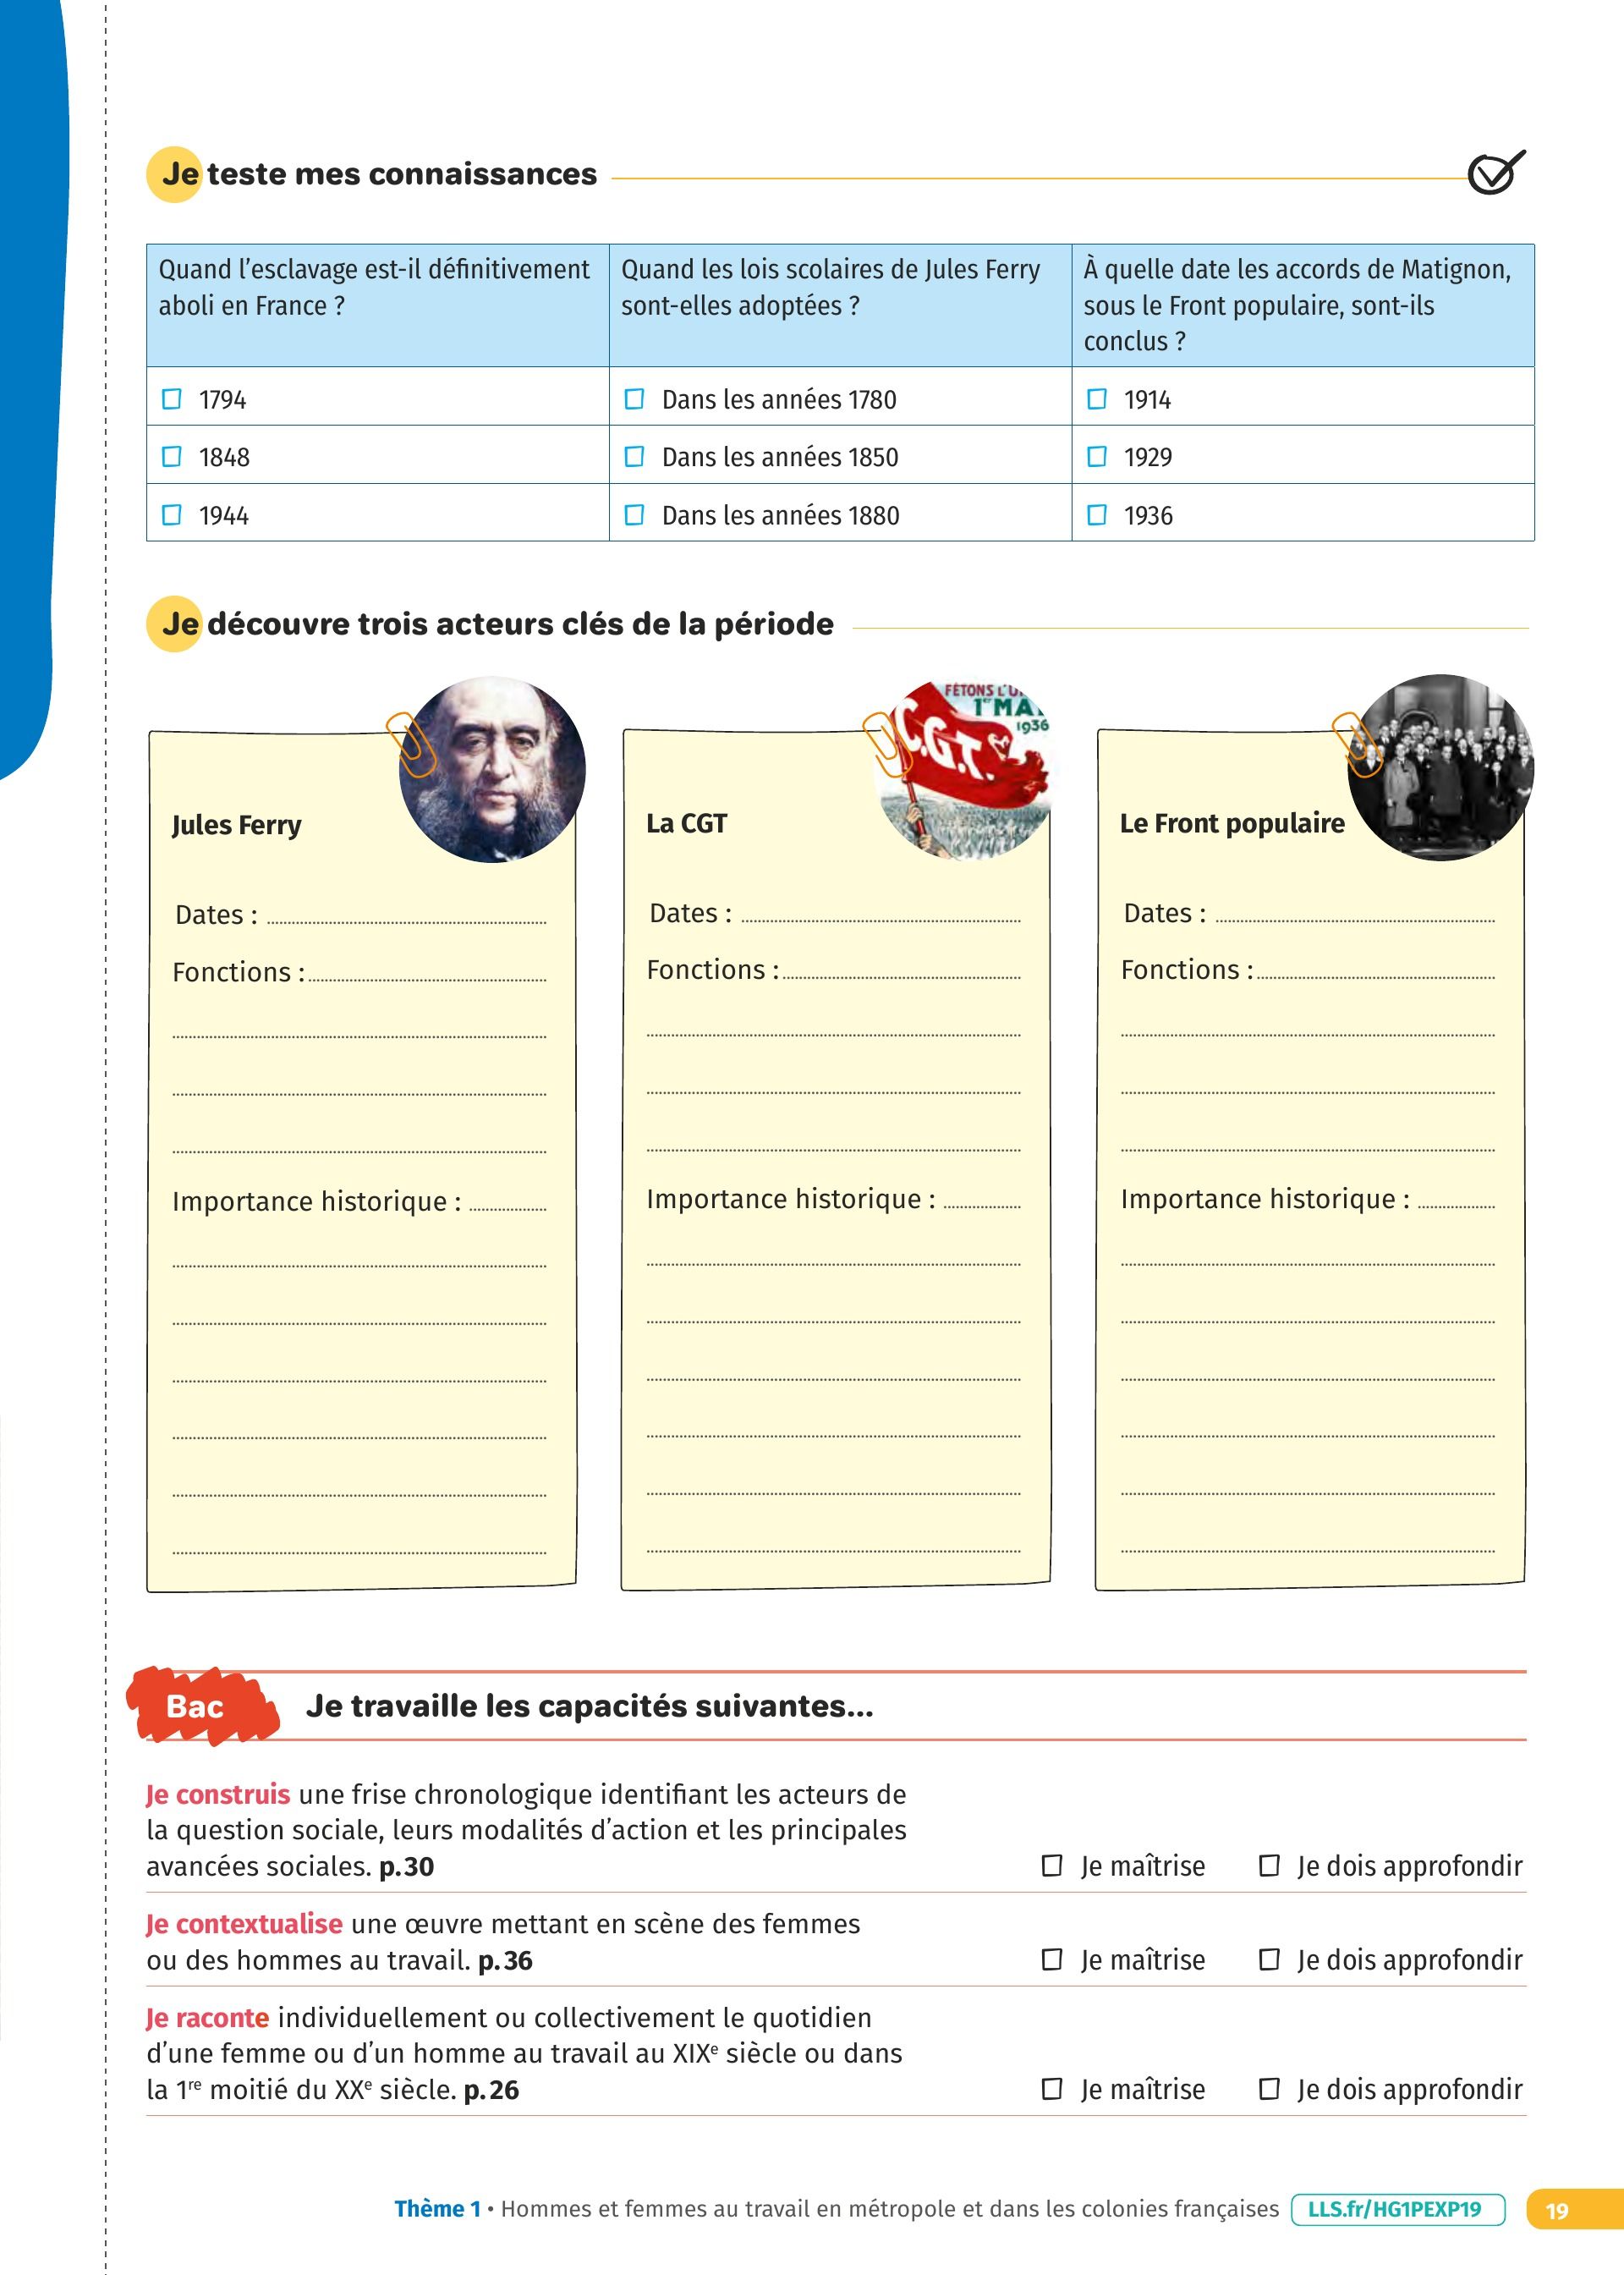 Je teste mes connaissances
Quand l'esclavage est-il définitivement
aboli en France ?
Quand les lois scolaires de Jules Ferry
sont-elles adoptées ?
À quelle date les accords de Matignon,
sous le Front populaire, sont-ils
conclus ?
1794
Dans les années 1780
1914
1848
Dans les années 1850
1929
1944
Dans les années 1880
1936
Je découvre trois acteurs clés de la période
Jules Ferry
Dates :
Fonctions :
Importance historique :
FÊTONS L'U
1er MA
1936
C.G.T.
La CGT
Dates :
Fonctions :
Importance historique :
Le Front populaire
Dates :
Fonctions :
Importance historique :
Bac
Je travaille les capacités suivantes...
Je construis une frise chronologique identifiant les acteurs de
la question sociale, leurs modalités d'action et les principales
avancées sociales. p.30
Je maîtrise
Je dois approfondir
Je contextualise une œuvre mettant en scène des femmes
ou des hommes au travail. p.36
Je maîtrise
Je dois approfondir
Je raconte individuellement ou collectivement le quotidien
d'une femme ou d'un homme au travail au XIXe siècle ou dans
la 1re moitié du XXe siècle. p.26
Je maîtrise
Je dois approfondir
Thème 1 • Hommes et femmes au travail en métropole et dans les colonies françaises
LLS.fr/HG1PEXP19
19